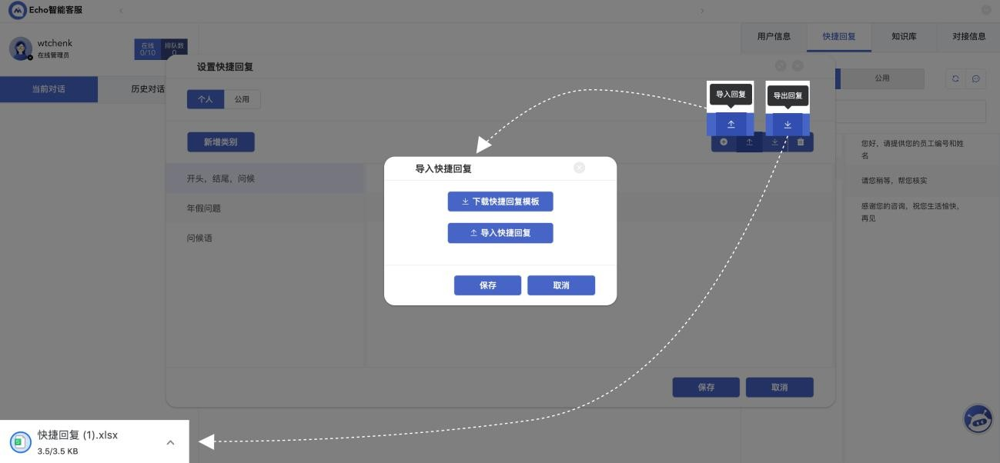 Echo智能客服
wtchenk
在线管理员
在线
0/10
排队数
0
用户信息
快捷回复
知识库
对接信息
当前对话
历史对话
公用
设置快捷回复
个人
公用
导入回复
导出回复
新增类别
开头，结尾，问候
年假问题
问候语
导入快捷回复
下载快捷回复模板
导入快捷回复
保存
取消
保存
取消
您好，请提供您的员工编号和姓
名
请您稍等，帮您核实
感谢您的咨询，祝您生活愉快，
再见
快捷回复 (1).xlsx
3.5/3.5 KB